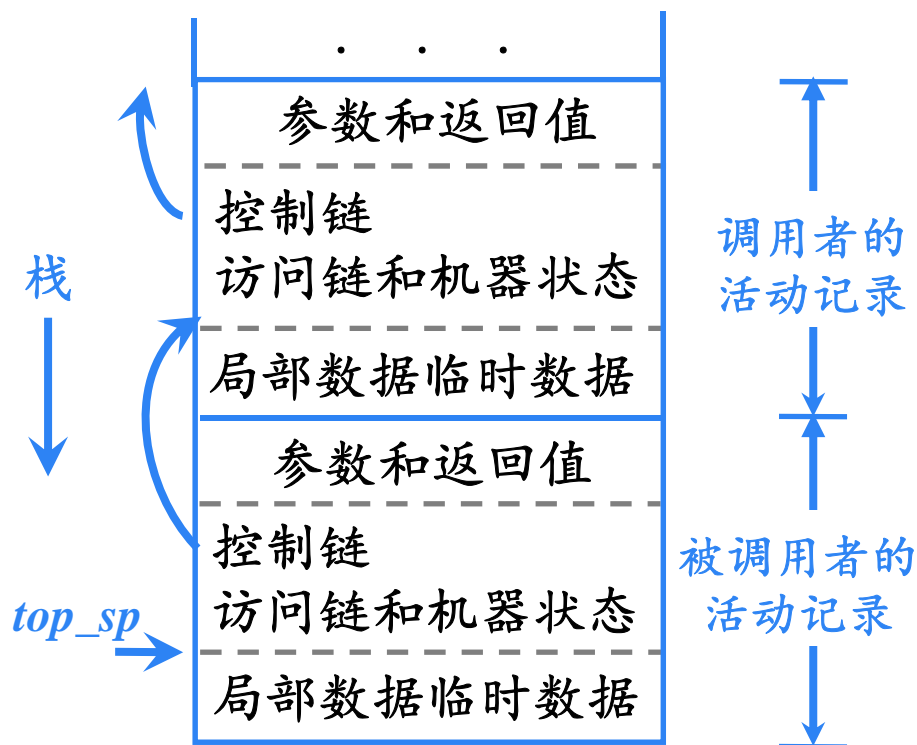 · · ·
参数和返回值
控制链
访问链和机器状态
局部数据临时数据
参数和返回值
控制链
访问链和机器状态
局部数据临时数据
栈
top_sp
调用者的
活动记录
被调用者的
活动记录